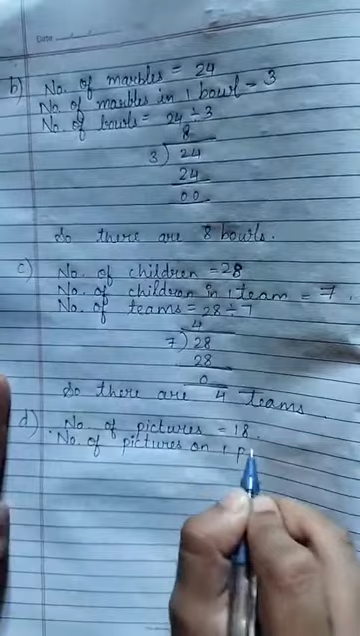 Date
b) No. of marbles = 24
No. of marbles in 1 bowl = 3
No. of bowls = 24 ÷ 3
8
3) 24
24
00
So there are 8 bowls.
c) No. of children = 28
No. of children in 1 team = 7.
No. of teams = 28 ÷ 7
4
7) 28
28
0
So there are 4 teams.
d) No. of pictures = 18.
No. of pictures on 1 p